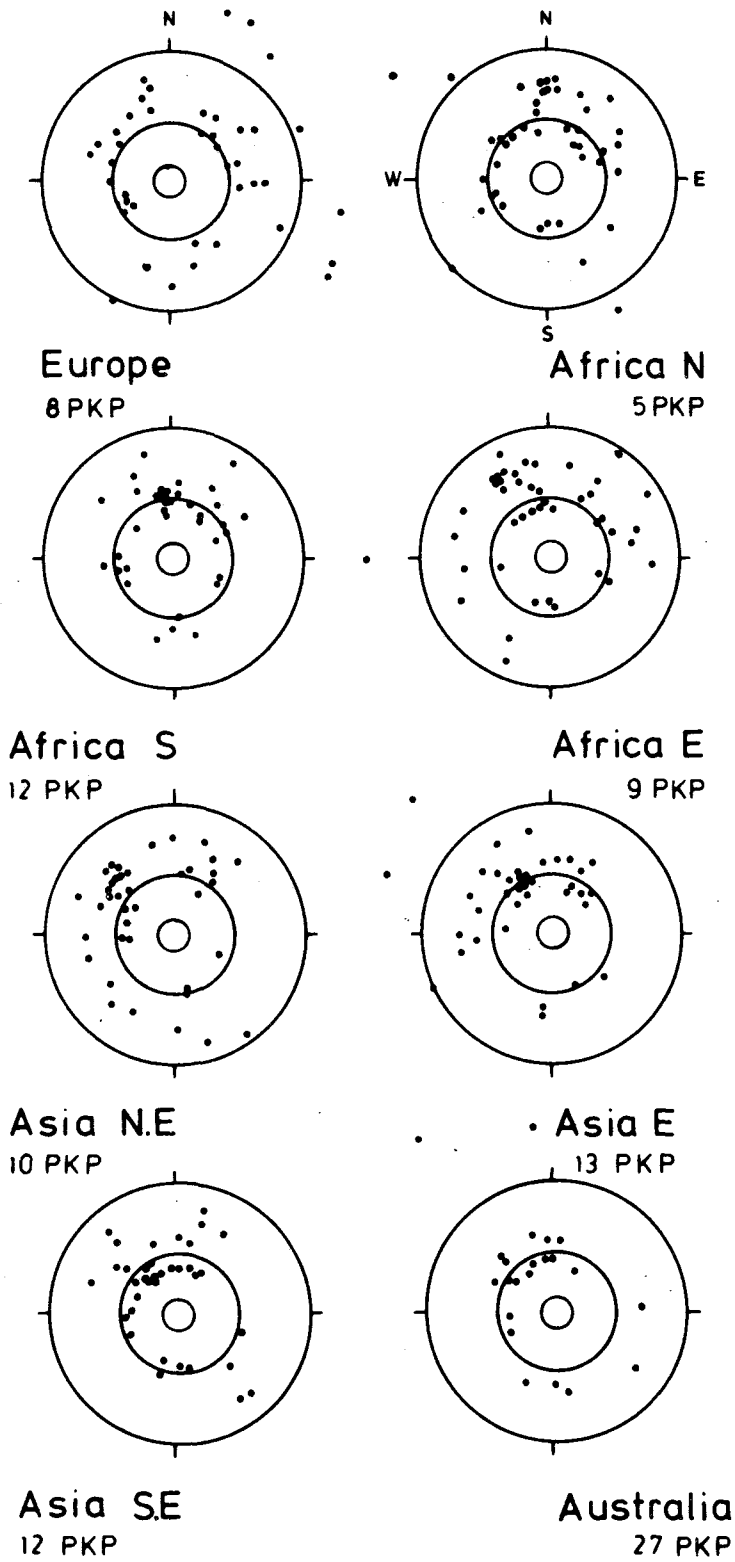 N
N
W
E
S
Europe
8 PKP
Africa N
5 PKP
Africa S
12 PKP
Africa E
9 PKP
Asia N.E
10 PKP
Asia E
13 PKP
Asia S.E
12 PKP
Australia
27 PKP